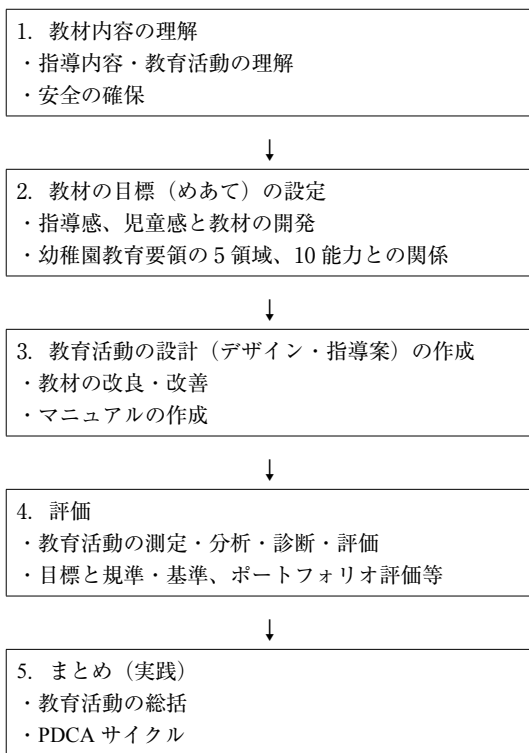 1. 教材内容の理解
・指導内容・教育活動の理解
・安全の確保
↓
2. 教材の目標（めあて）の設定
・指導感、児童感と教材の開発
・幼稚園教育要領の 5 領域、10 能力との関係
↓
3. 教育活動の設計（デザイン・指導案）の作成
・教材の改良・改善
・マニュアルの作成
↓
4. 評価
・教育活動の測定・分析・診断・評価
・目標と規準・基準、ポートフォリオ評価等
↓
5. まとめ（実践）
・教育活動の総括
・PDCA サイクル